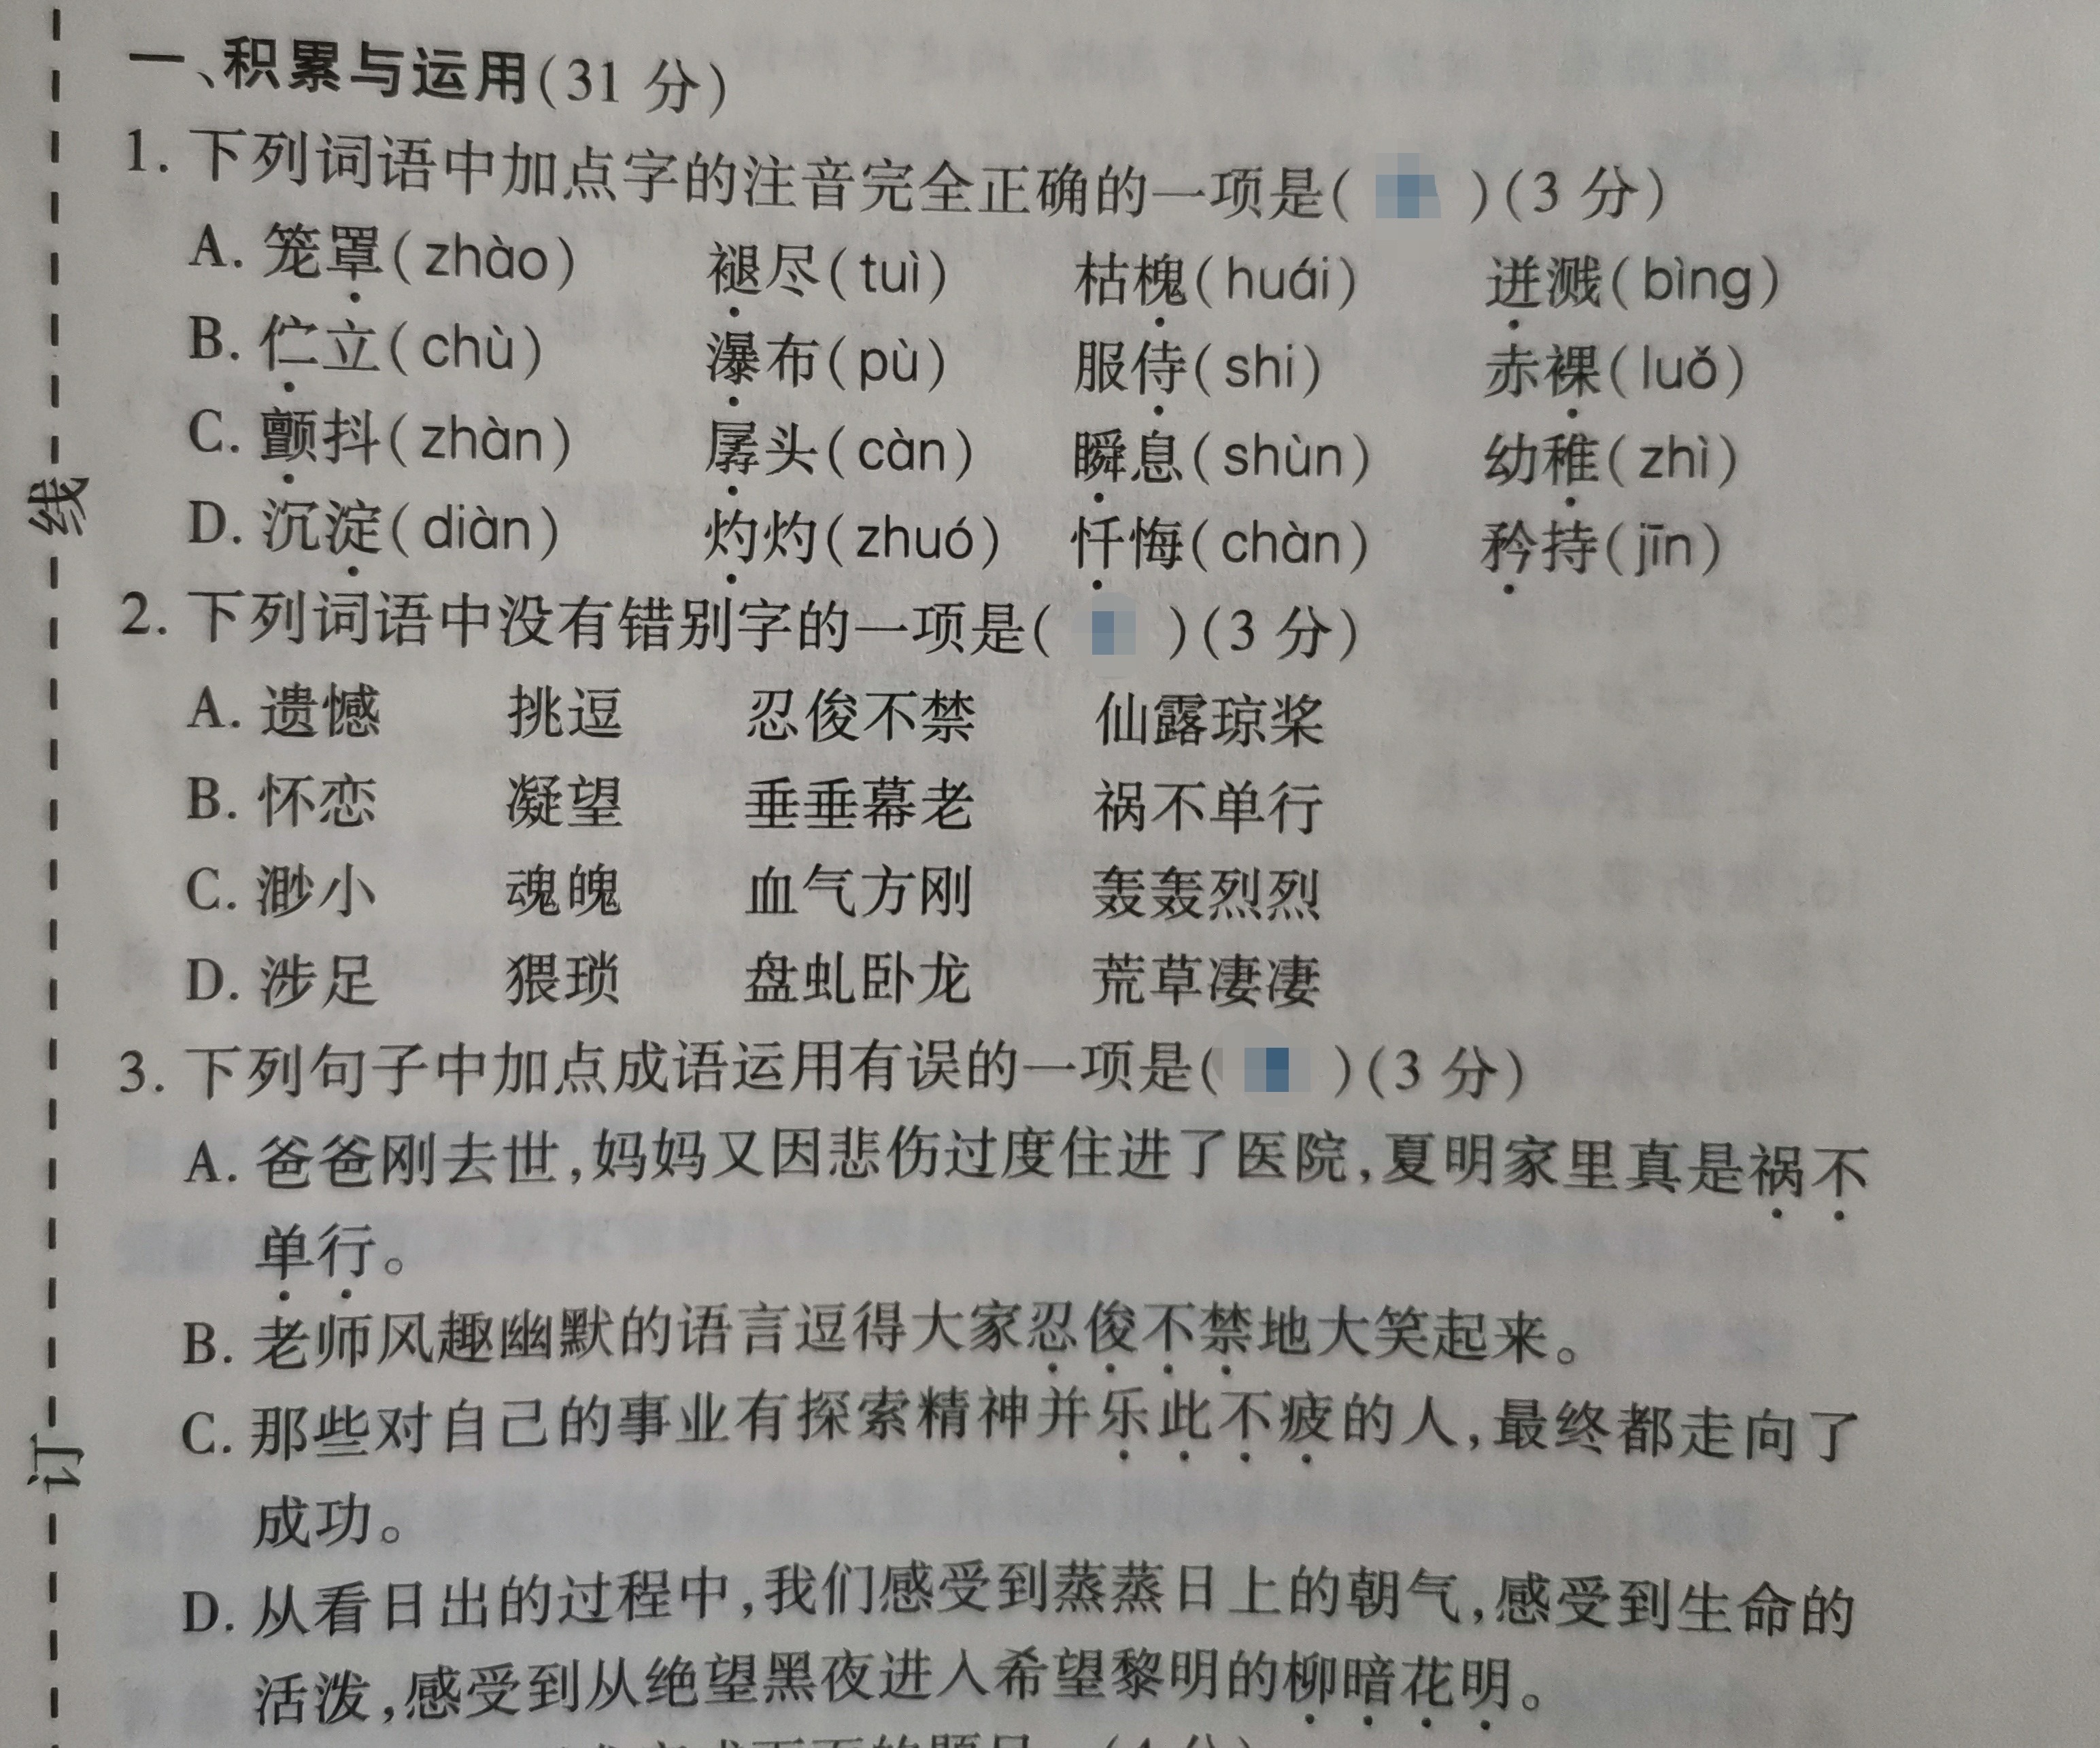 一、积累与运用(31 分)
1. 下列词语中加点字的注音完全正确的一项是(  )(3 分)
A. 笼罩(zhào) 褪尽(tuì) 枯槐(huái) 迸溅(bìng)
B. 伫立(chù) 瀑布(pù) 服侍(shi) 赤裸(luǒ)
C. 颤抖(zhàn) 孱头(càn) 瞬息(shùn) 幼稚(zhì)
D. 沉淀(diàn) 灼灼(zhuó) 忏悔(chàn) 矜持(jīn)
线
2. 下列词语中没有错别字的一项是(  )(3 分)
A. 遗憾 挑逗 忍俊不禁 仙露琼桨
B. 怀恋 凝望 垂垂幕老 祸不单行
C. 渺小 魂魄 血气方刚 轰轰烈烈
D. 涉足 猥琐 盘虬卧龙 荒草凄凄
3. 下列句子中加点成语运用有误的一项是(  )(3 分)
A. 爸爸刚去世,妈妈又因悲伤过度住进了医院,夏明家里真是祸不
单行。
B. 老师风趣幽默的语言逗得大家忍俊不禁地大笑起来。
C. 那些对自己的事业有探索精神并乐此不疲的人,最终都走向了
成功。
订
D. 从看日出的过程中,我们感受到蒸蒸日上的朝气,感受到生命的
活泼,感受到从绝望黑夜进入希望黎明的柳暗花明。